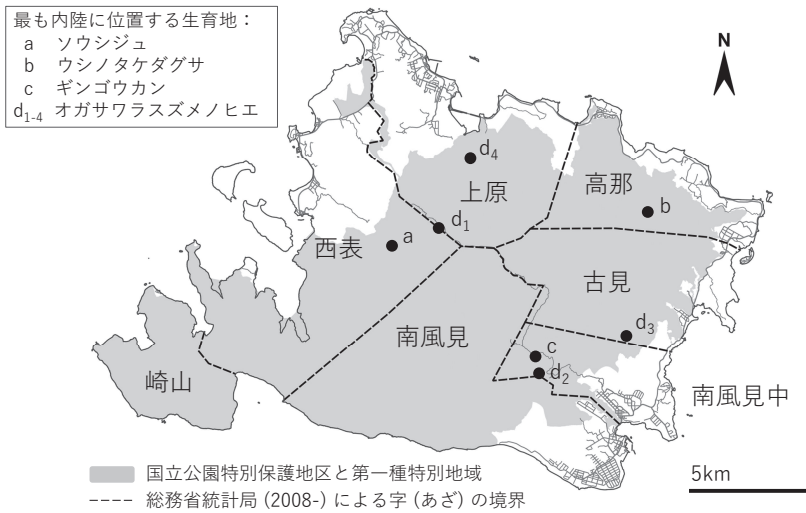 最も内陸に位置する生育地：
a ソウシジュ
b ウシノタケダグサ
c ギンゴウカン
d1-4 オガサワラスズメノヒエ
N
d4
上原
高那
b
d1
西表
a
古見
南風見
d3
c
d2
崎山
南風見中
国立公園特別保護地区と第一種特別地域
5km
総務省統計局 (2008-) による字 (あざ) の境界